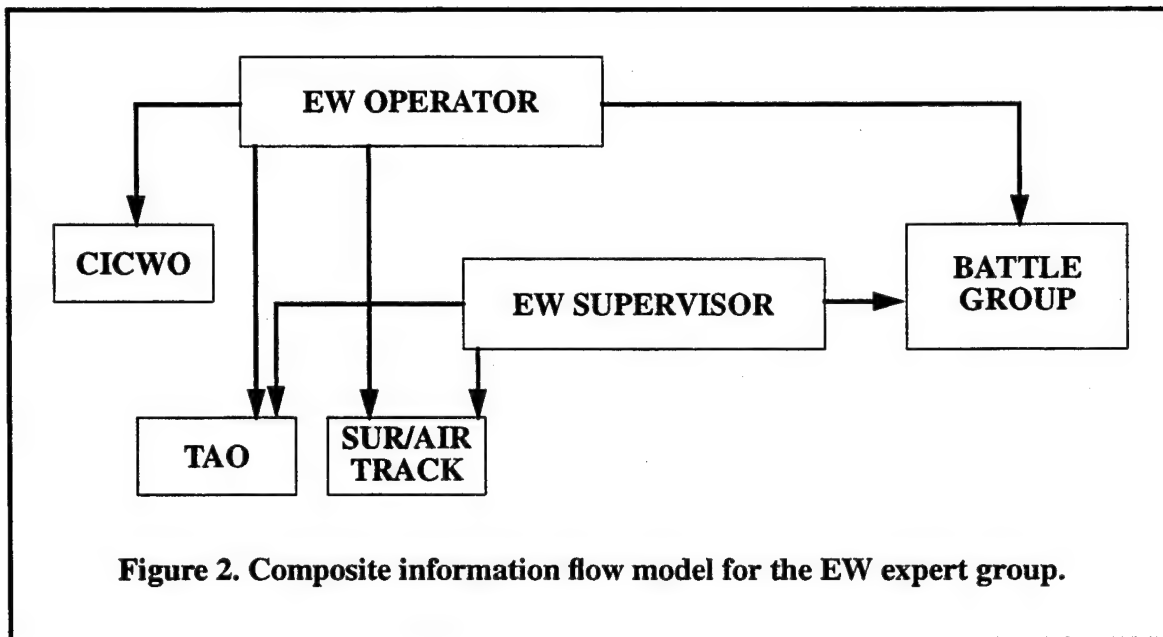 EW OPERATOR
CICWO
BATTLE
GROUP
EW SUPERVISOR
TAO
SUR/AIR
TRACK
Figure 2. Composite information flow model for the EW expert group.